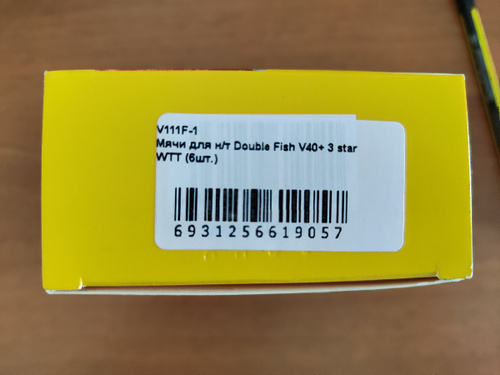 V111F-1
Мячи для н/т Double Fish V40+ 3 star
WTT (6шт.)
6931256619057